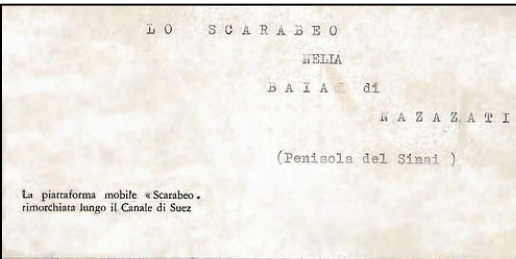 LO SCARABEO
NELLA
BAIA di
NAZAZATI
(Penisola del Sinai )
La piattaforma mobile «Scarabeo»
rimorchiata lungo il Canale di Suez